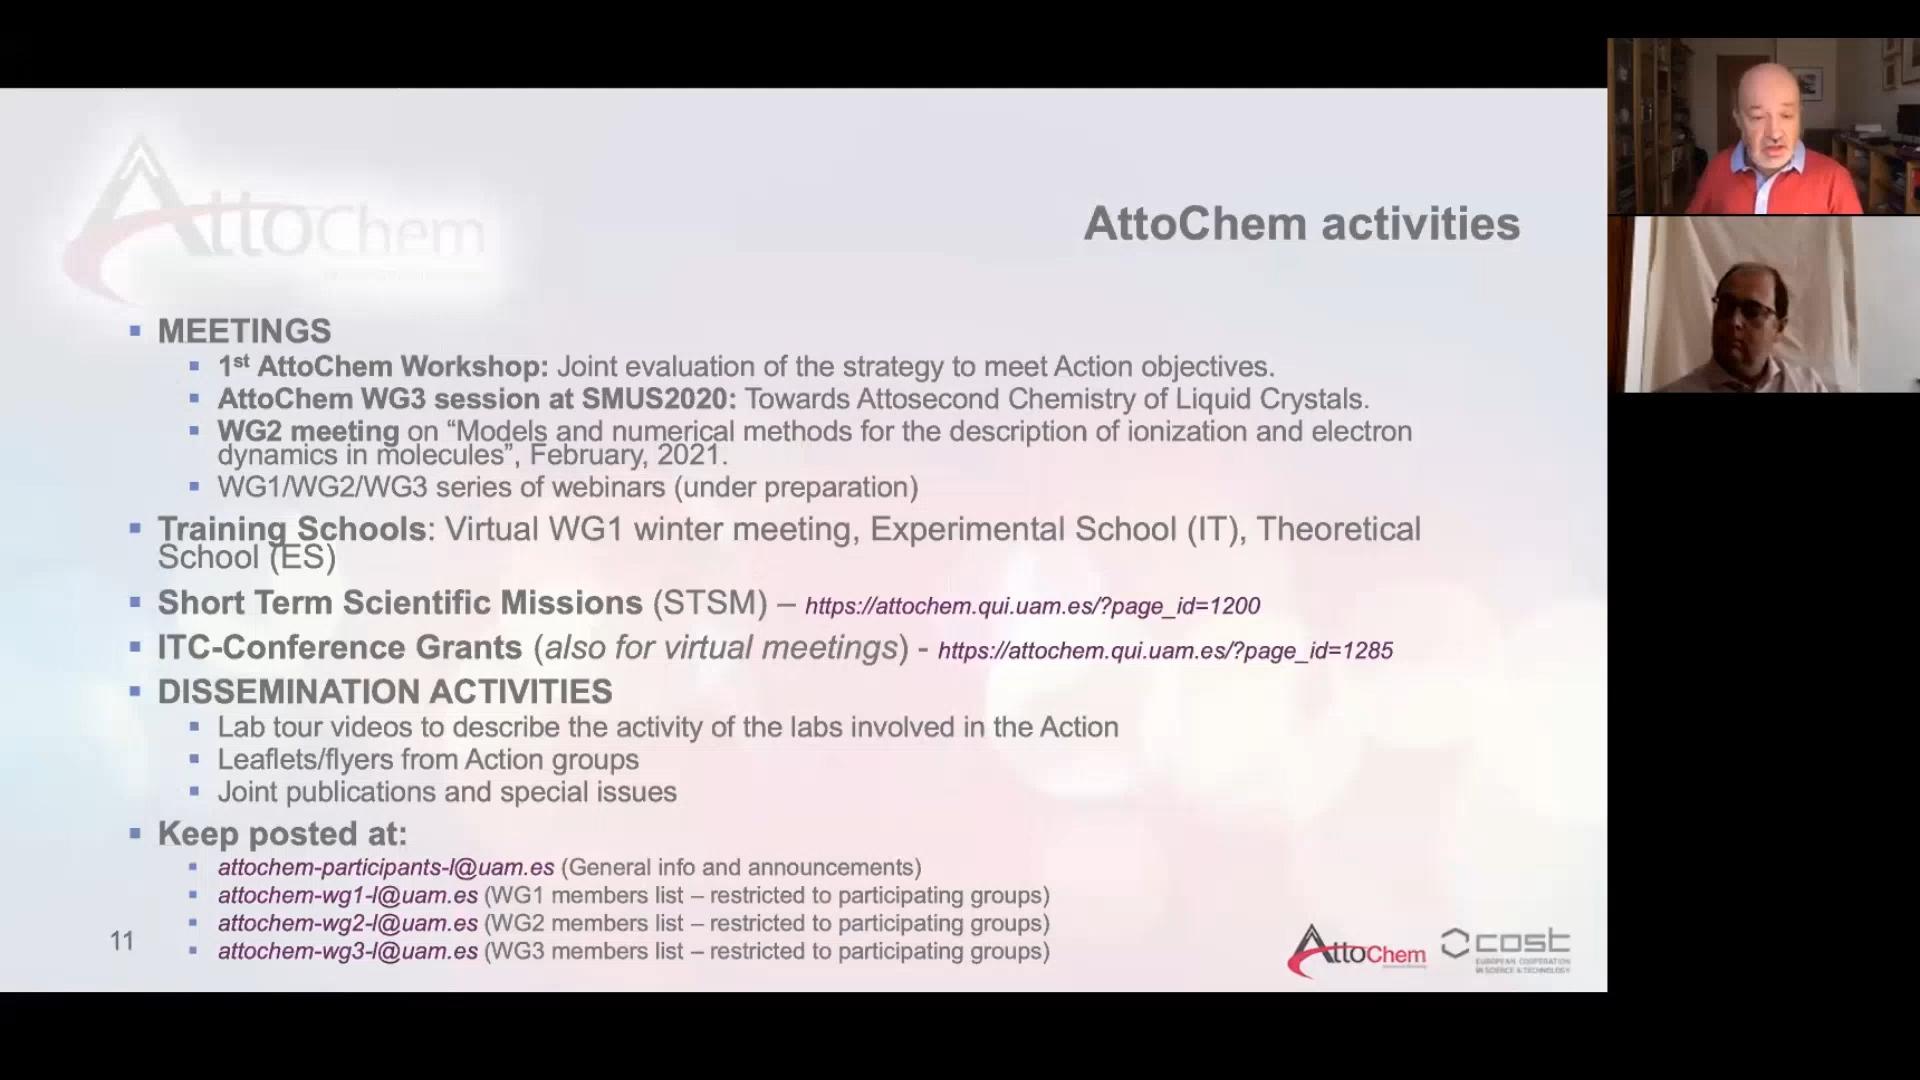 AttoChem
AttoChem activities
MEETINGS
1st AttoChem Workshop: Joint evaluation of the strategy to meet Action objectives.
AttoChem WG3 session at SMUS2020: Towards Attosecond Chemistry of Liquid Crystals.
WG2 meeting on “Models and numerical methods for the description of ionization and electron
dynamics in molecules”, February, 2021.
WG1/WG2/WG3 series of webinars (under preparation)
Training Schools: Virtual WG1 winter meeting, Experimental School (IT), Theoretical
School (ES)
Short Term Scientific Missions (STSM) – https://attochem.qui.uam.es/?page_id=1200
ITC-Conference Grants (also for virtual meetings) - https://attochem.qui.uam.es/?page_id=1285
DISSEMINATION ACTIVITIES
Lab tour videos to describe the activity of the labs involved in the Action
Leaflets/flyers from Action groups
Joint publications and special issues
Keep posted at:
attochem-participants-l@uam.es (General info and announcements)
attochem-wg1-l@uam.es (WG1 members list – restricted to participating groups)
attochem-wg2-l@uam.es (WG2 members list – restricted to participating groups)
attochem-wg3-l@uam.es (WG3 members list – restricted to participating groups)
11
AttoChem
cost
EUROPEAN COOPERATION
IN SCIENCE & TECHNOLOGY